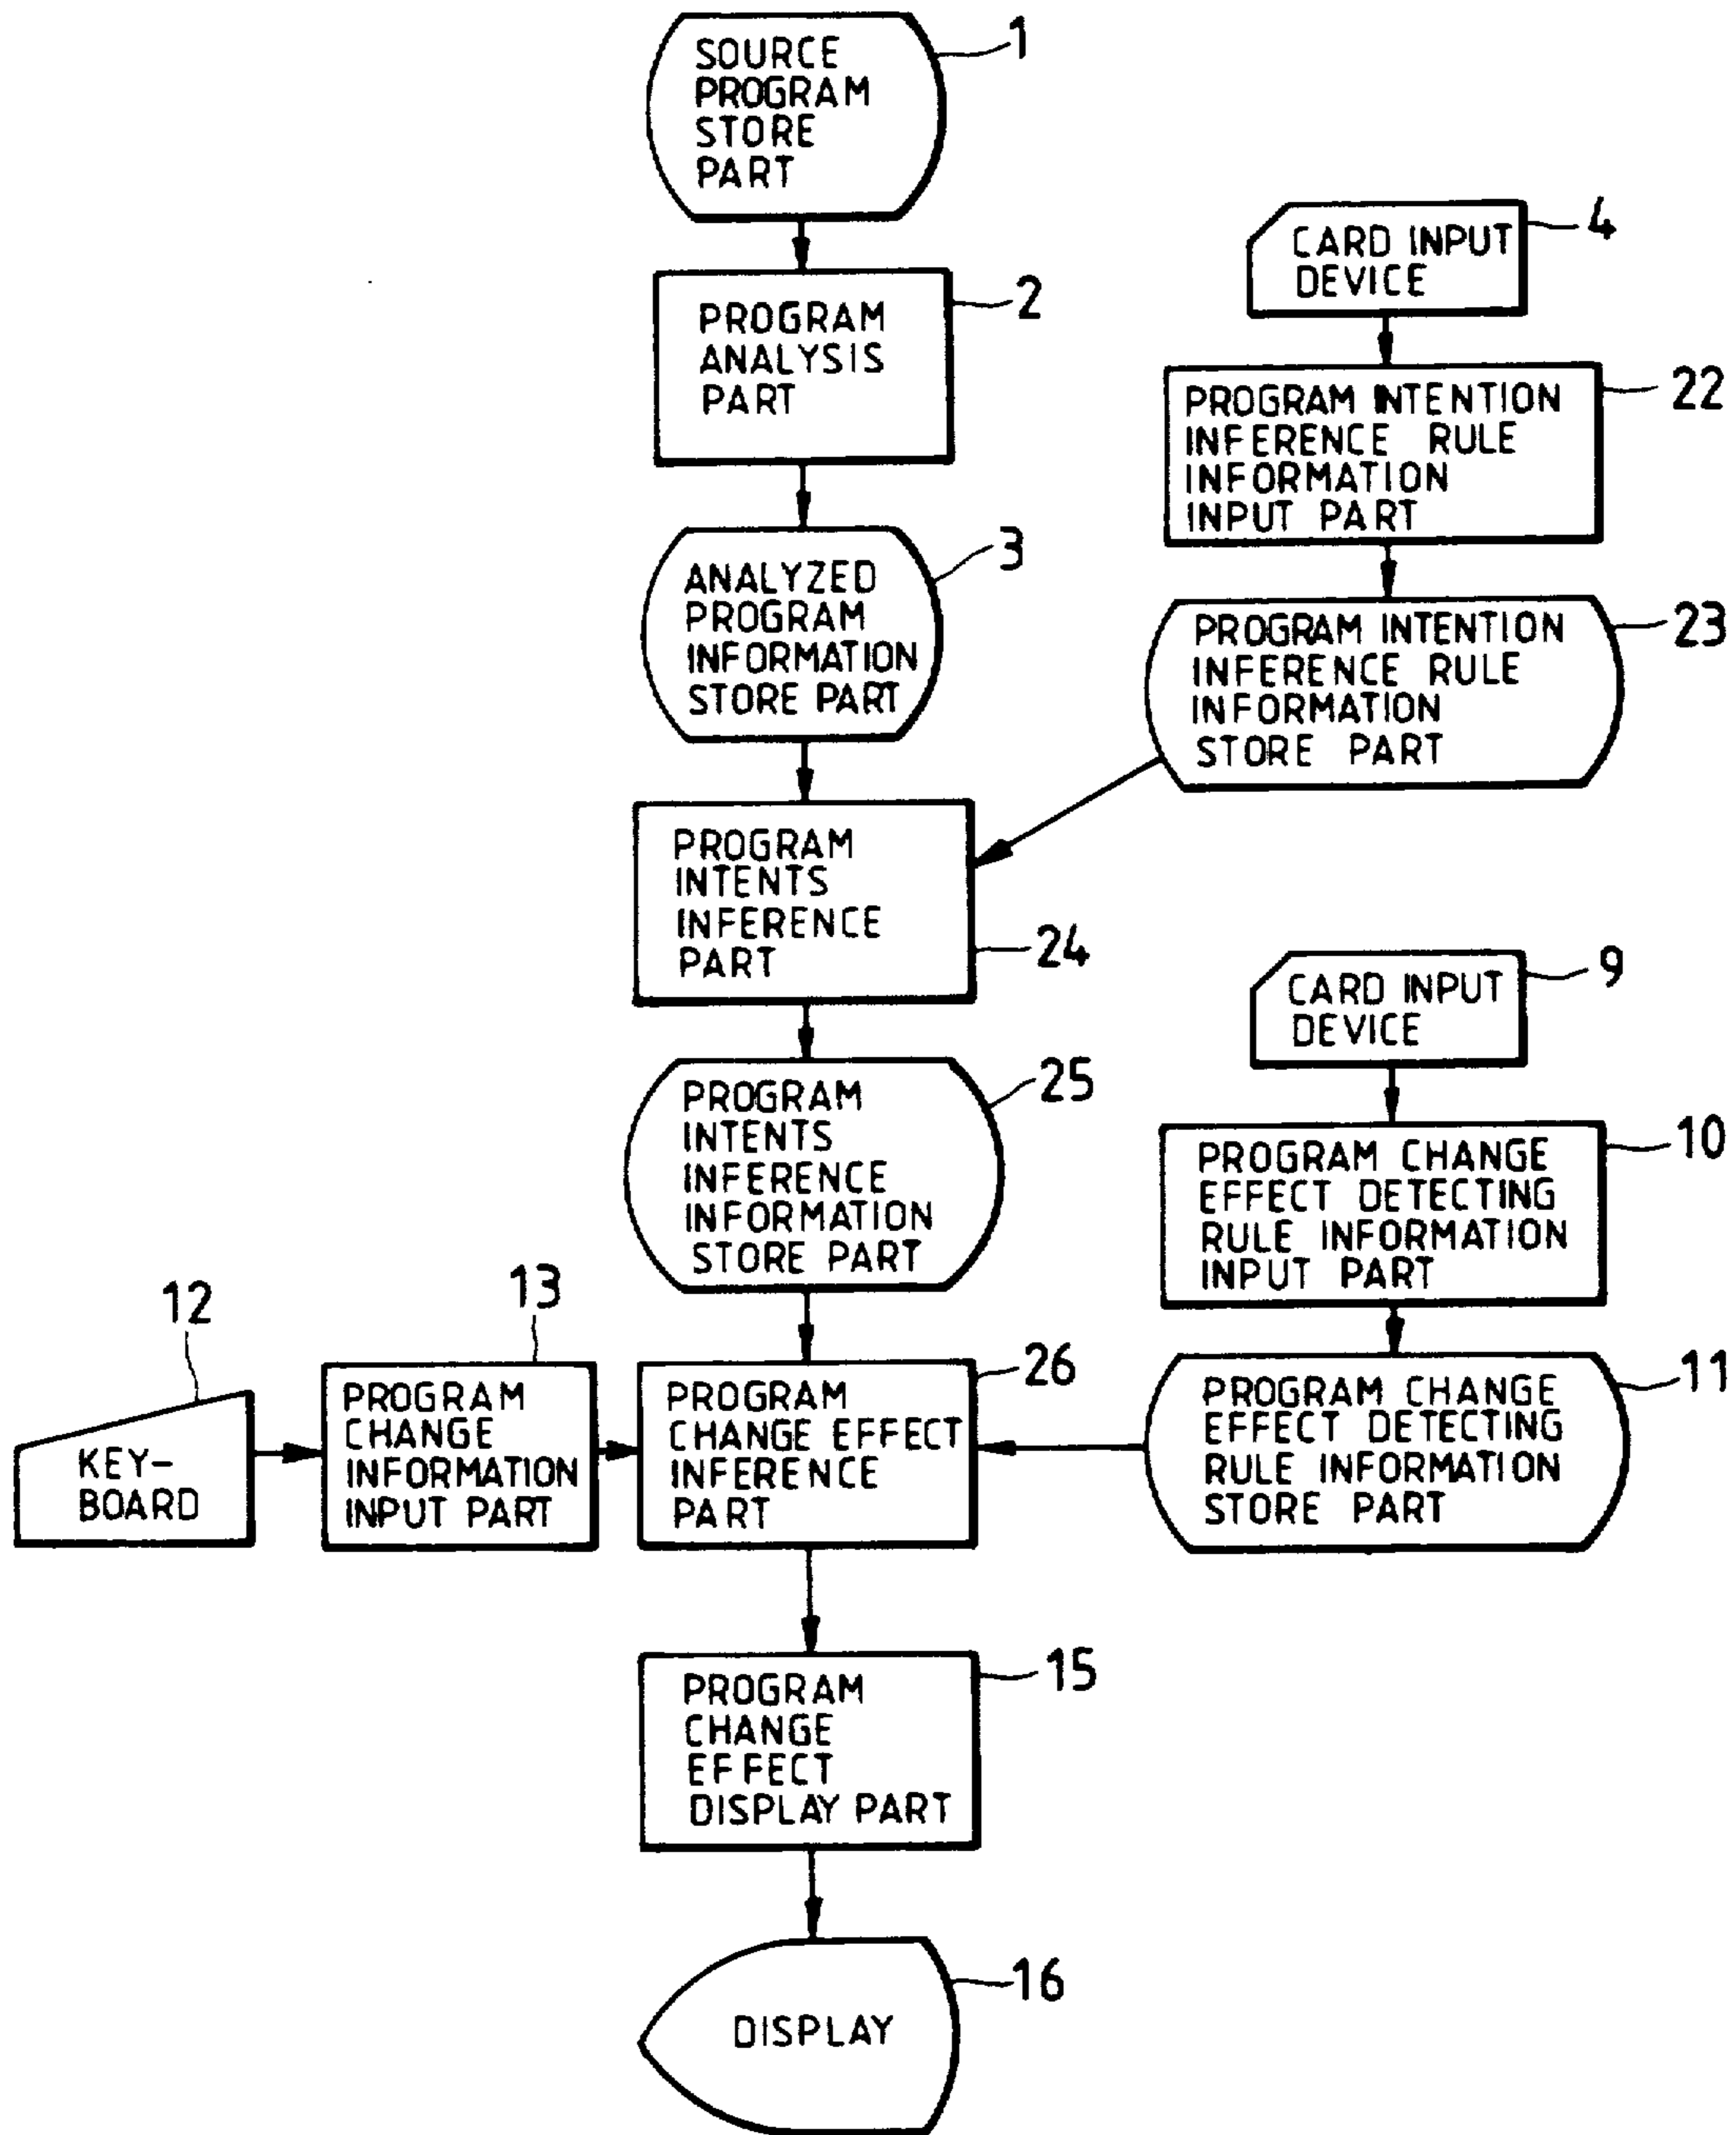 SOURCE
PROGRAM
STORE
PART
1
PROGRAM
ANALYSIS
PART
2
CARD INPUT
DEVICE
4
PROGRAM INTENTION
INFERENCE RULE
INFORMATION
INPUT PART
22
ANALYZED
PROGRAM
INFORMATION
STORE PART
3
PROGRAM INTENTION
INFERENCE RULE
INFORMATION
STORE PART
23
PROGRAM
INTENTS
INFERENCE
PART
24
CARD INPUT
DEVICE
9
PROGRAM
INTENTS
INFERENCE
INFORMATION
STORE PART
25
PROGRAM CHANGE
EFFECT DETECTING
RULE INFORMATION
INPUT PART
10
12
KEY-
BOARD
13
PROGRAM
CHANGE
INFORMATION
INPUT PART
PROGRAM
CHANGE EFFECT
INFERENCE
PART
26
PROGRAM CHANGE
EFFECT DETECTING
RULE INFORMATION
STORE PART
11
PROGRAM
CHANGE
EFFECT
DISPLAY PART
15
DISPLAY
16